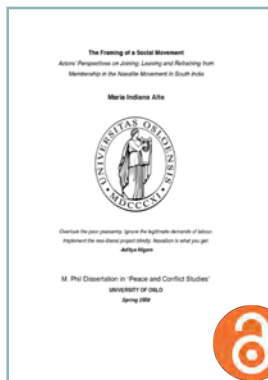 The Framing of a Social Movement
Actors' Perspectives on Joining, Leaving and Refraining from
Membership in the Naxalite Movement in South India
Maria Indiana Alte
UNIVERSITAS OSLOENSIS
MDCCCXI
Overlook the poor peasantry. Ignore the legitimate demands of labour.
Implement the neo-liberal project blindly. Naxalism is what you get.
-Aditya Nigam
M. Phil Dissertation in 'Peace and Conflict Studies'
UNIVERSITY OF OSLO
Spring 2008